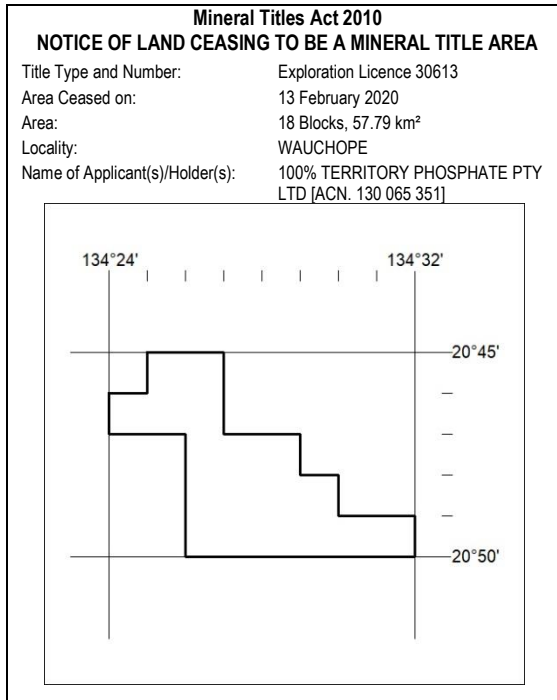 Mineral Titles Act 2010
NOTICE OF LAND CEASING TO BE A MINERAL TITLE AREA
Title Type and Number: Exploration Licence 30613
Area Ceased on: 13 February 2020
Area: 18 Blocks, 57.79 km²
Locality: WAUCHOPE
Name of Applicant(s)/Holder(s): 100% TERRITORY PHOSPHATE PTY
LTD [ACN. 130 065 351]
134°24' 134°32'
20°45'
20°50'